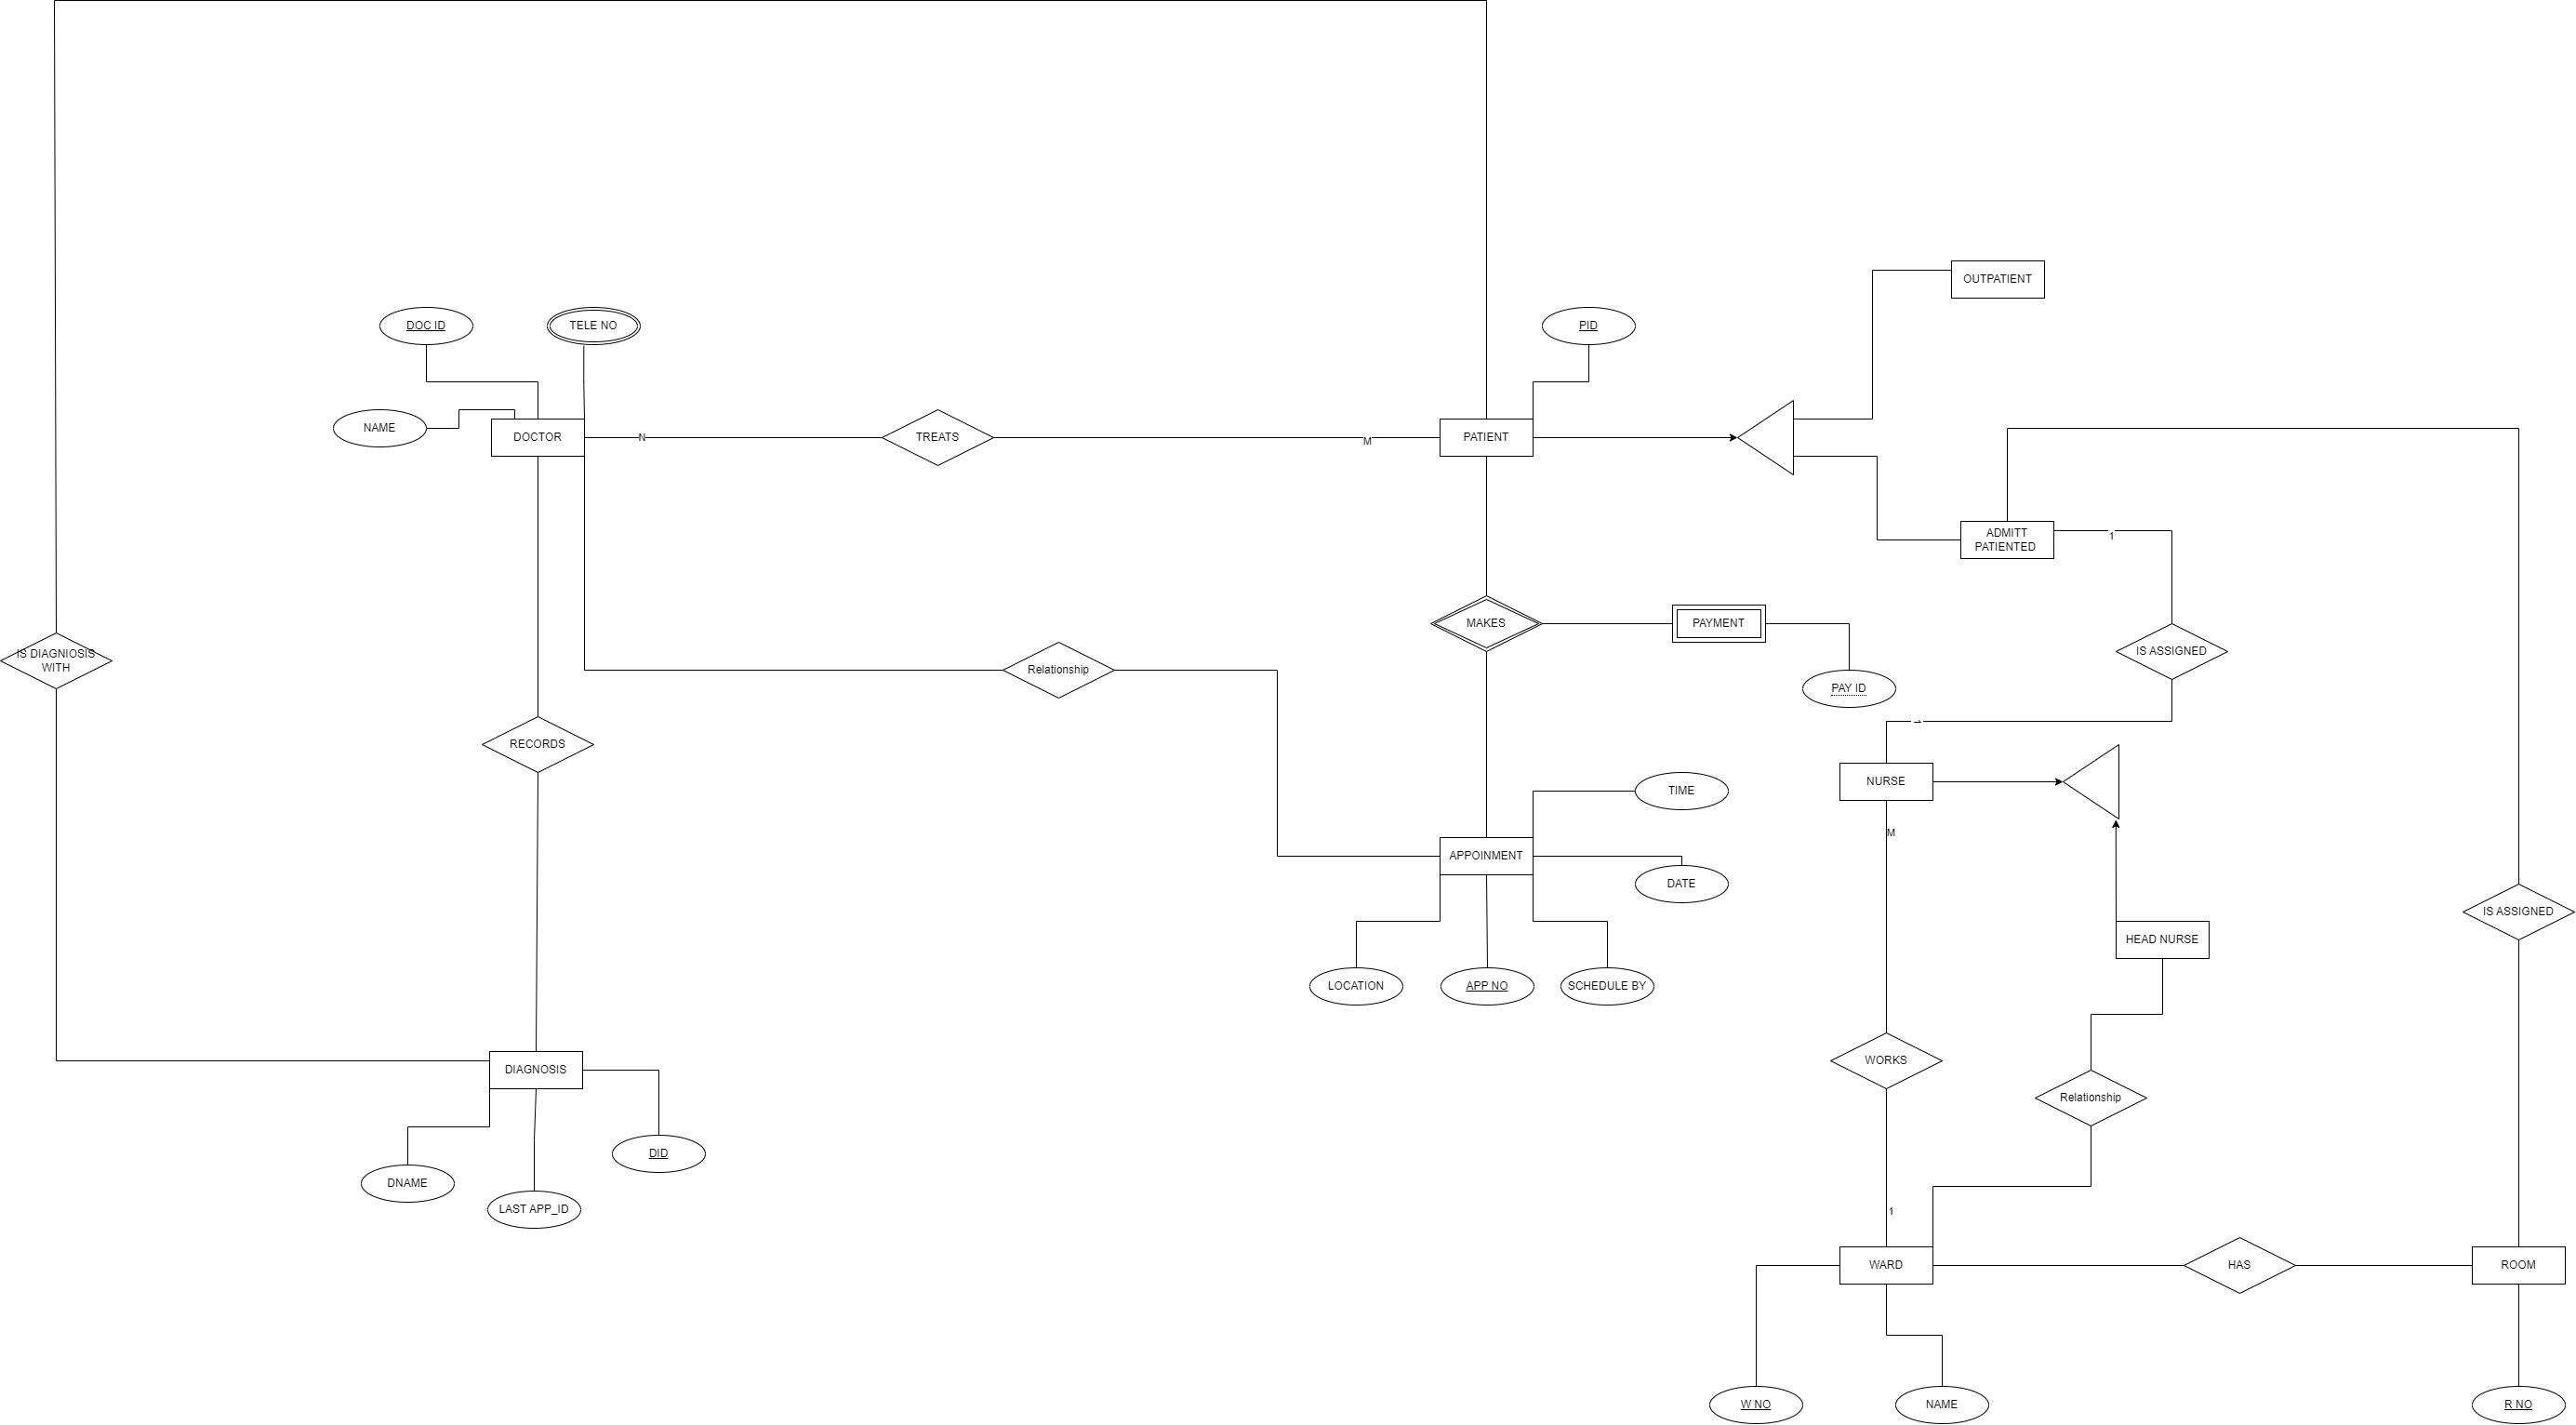 OUTPATIENT
DOC ID
TELE NO
PID
NAME
DOCTOR
N
TREATS
M
PATIENT
ADMITT
PATIENTED
1
MAKES
PAYMENT
IS DIAGNIOSIS
WITH
IS ASSIGNED
Relationship
PAY ID
1
RECORDS
NURSE
TIME
M
APPOINMENT
DATE
IS ASSIGNED
HEAD NURSE
LOCATION
APP NO
SCHEDULE BY
WORKS
DIAGNOSIS
Relationship
DID
DNAME
LAST APP_ID
1
WARD
HAS
ROOM
W NO
NAME
R NO